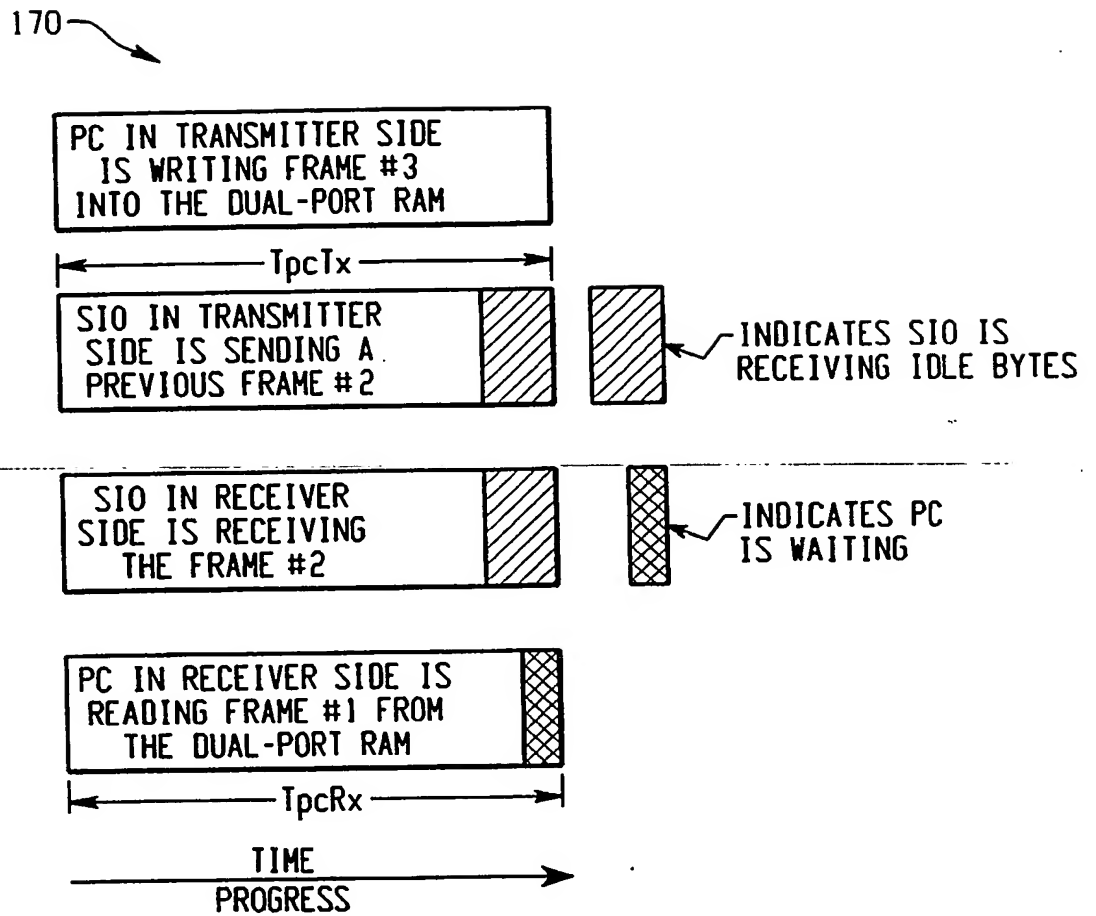 170
PC IN TRANSMITTER SIDE
IS WRITING FRAME #3
INTO THE DUAL-PORT RAM
TpcTx
SIO IN TRANSMITTER
SIDE IS SENDING A
PREVIOUS FRAME #2
INDICATES SIO IS
RECEIVING IDLE BYTES
SIO IN RECEIVER
SIDE IS RECEIVING
THE FRAME #2
INDICATES PC
IS WAITING
PC IN RECEIVER SIDE IS
READING FRAME #1 FROM
THE DUAL-PORT RAM
TpcRx
TIME
PROGRESS